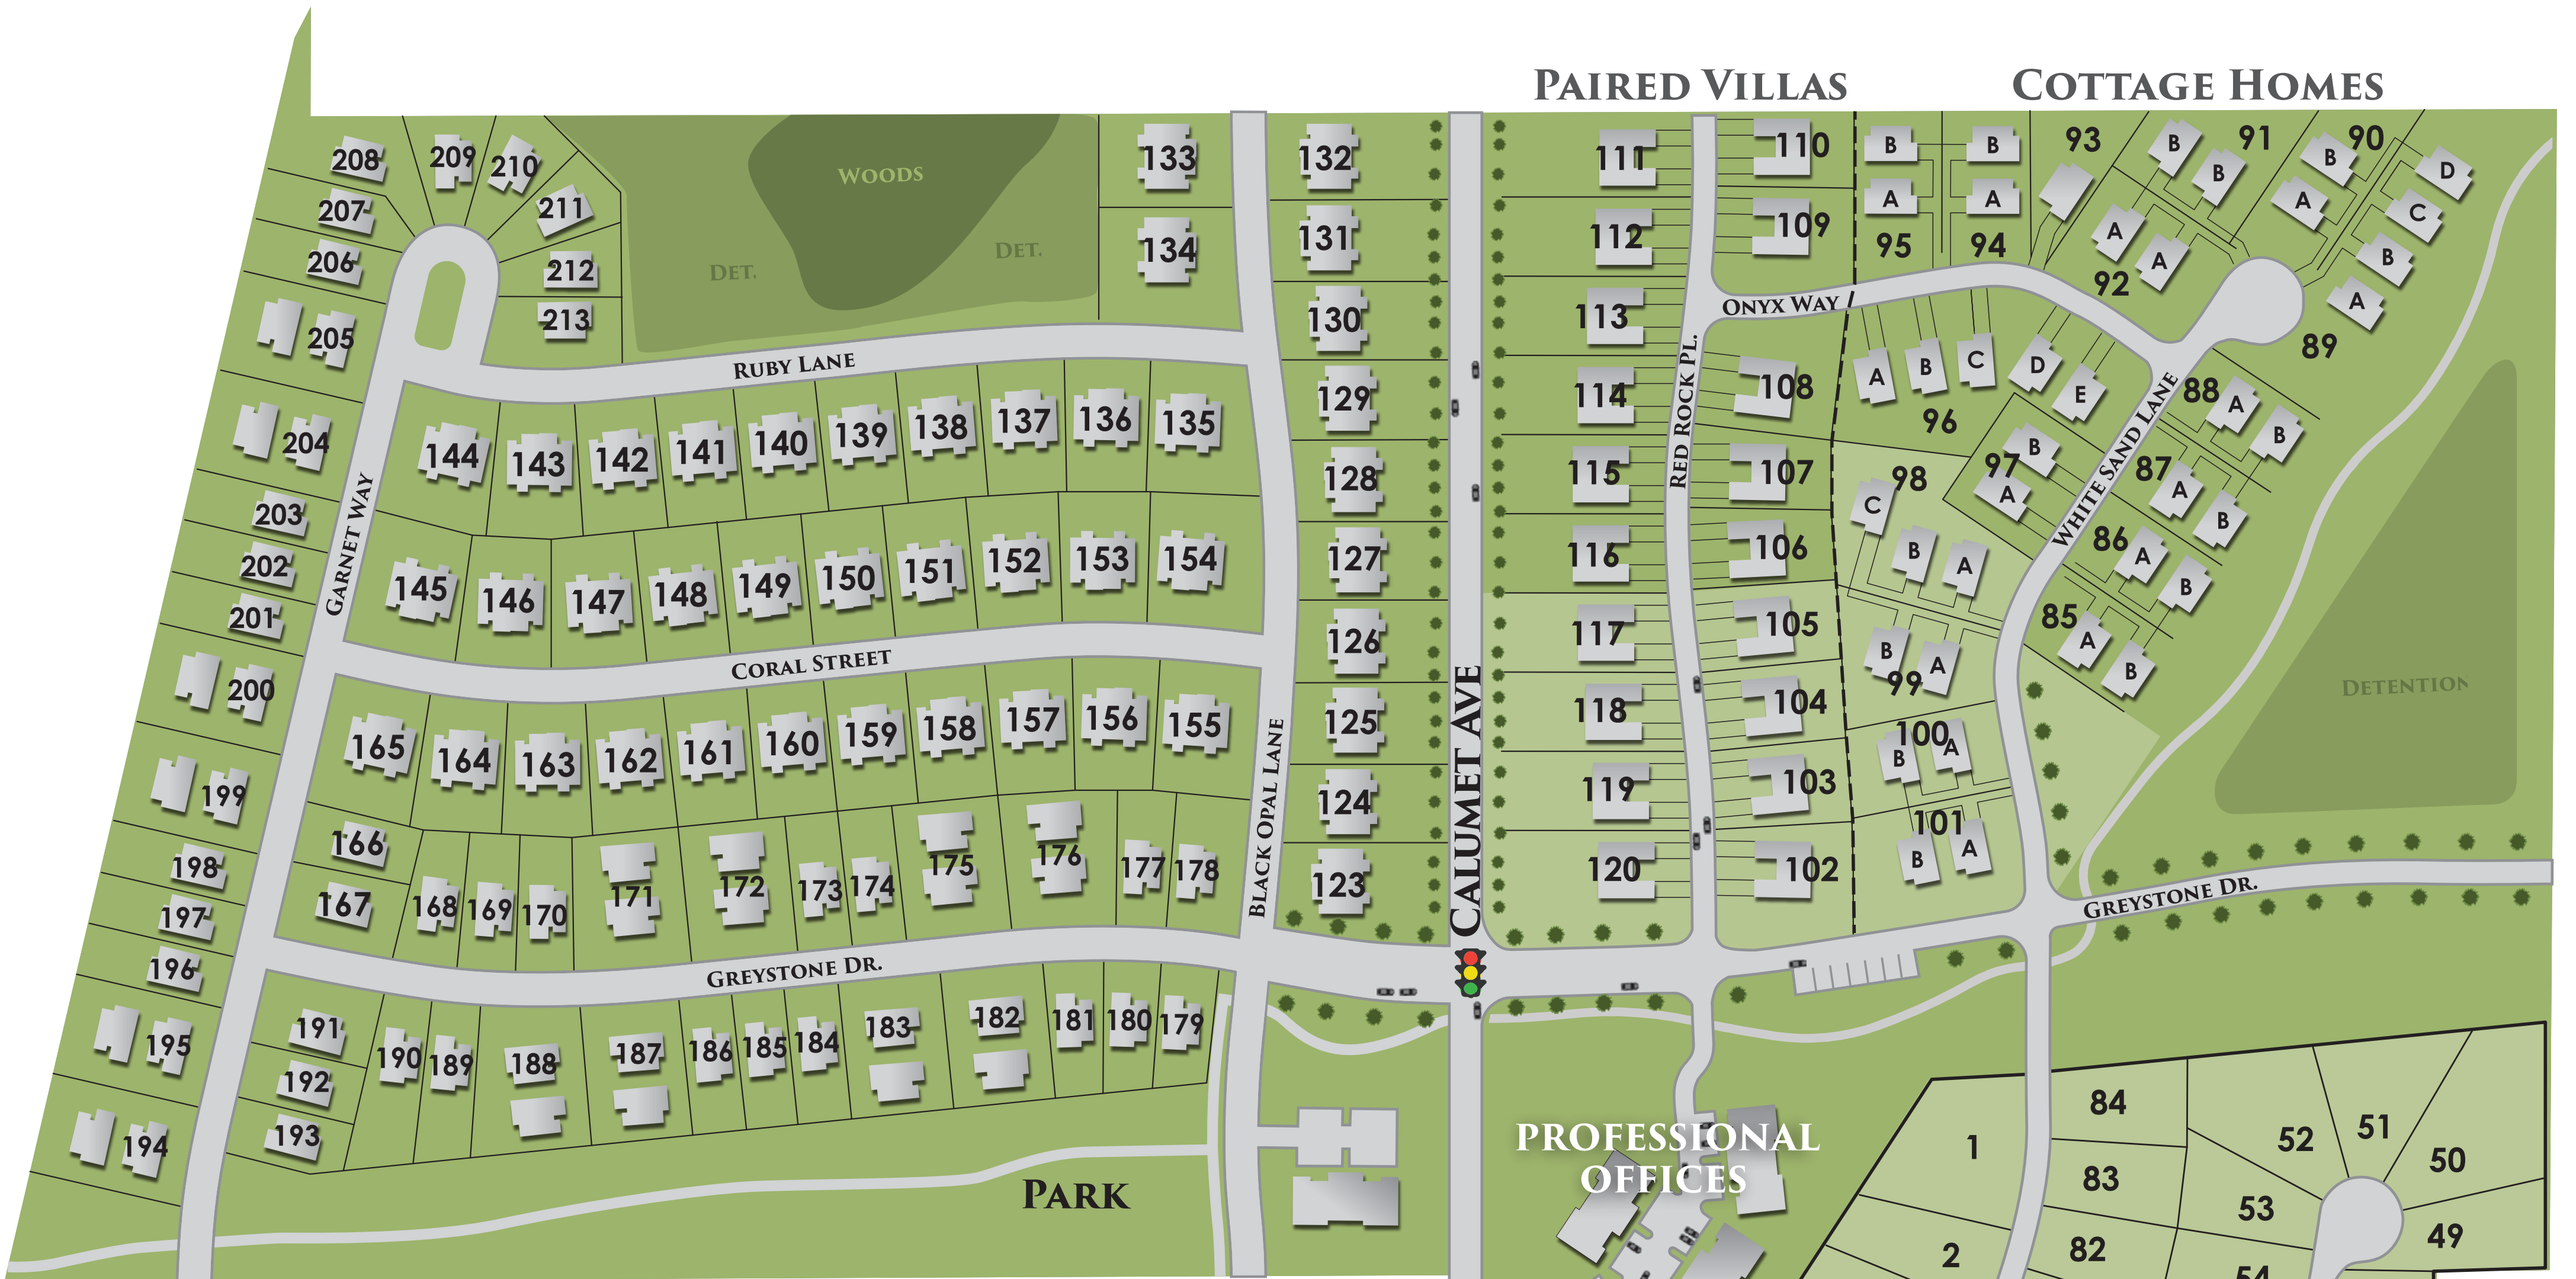 PAIRED VILLAS
COTTAGE HOMES
WOODS
DET.
DET.
208
209
210
207
211
206
212
213
205
204
203
202
201
200
199
198
197
196
195
194
GARNET WAY
RUBY LANE
133
134
132
131
130
129
128
127
126
125
124
123
144
143
142
141
140
139
138
137
136
135
145
146
147
148
149
150
151
152
153
154
CORAL STREET
165
164
163
162
161
160
159
158
157
156
155
166
167
168
169
170
171
172
173
174
175
176
177
178
BLACK OPAL LANE
GREYSTONE DR.
191
192
193
190
189
188
187
186
185
184
183
182
181
180
179
PARK
CALUMET AVE
111
112
113
114
115
116
117
118
119
120
RED ROCK PL.
110
109
ONYX WAY
108
107
106
105
104
103
102
B
A
95
B
A
94
93
B
B
91
A
A
92
B
A
90
D
C
B
A
89
A
B
C
D
E
96
97
B
A
98
C
B
A
WHITE SAND LANE
88
A
B
87
A
B
86
A
B
85
A
B
B
A
99
100
B
A
101
B
A
DETENTION
GREYSTONE DR.
PROFESSIONAL
OFFICES
1
2
84
83
82
52
51
50
53
49
54